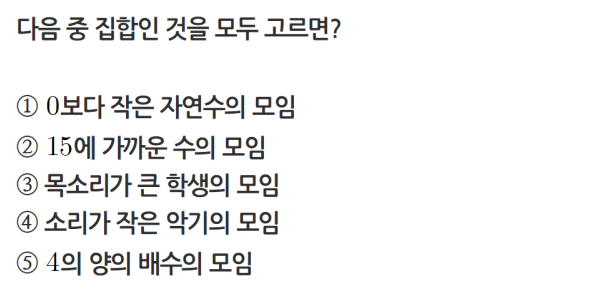 다음 중 집합인 것을 모두 고르면?
① 0보다 작은 자연수의 모임
② 15에 가까운 수의 모임
③ 목소리가 큰 학생의 모임
④ 소리가 작은 악기의 모임
⑤ 4의 양의 배수의 모임